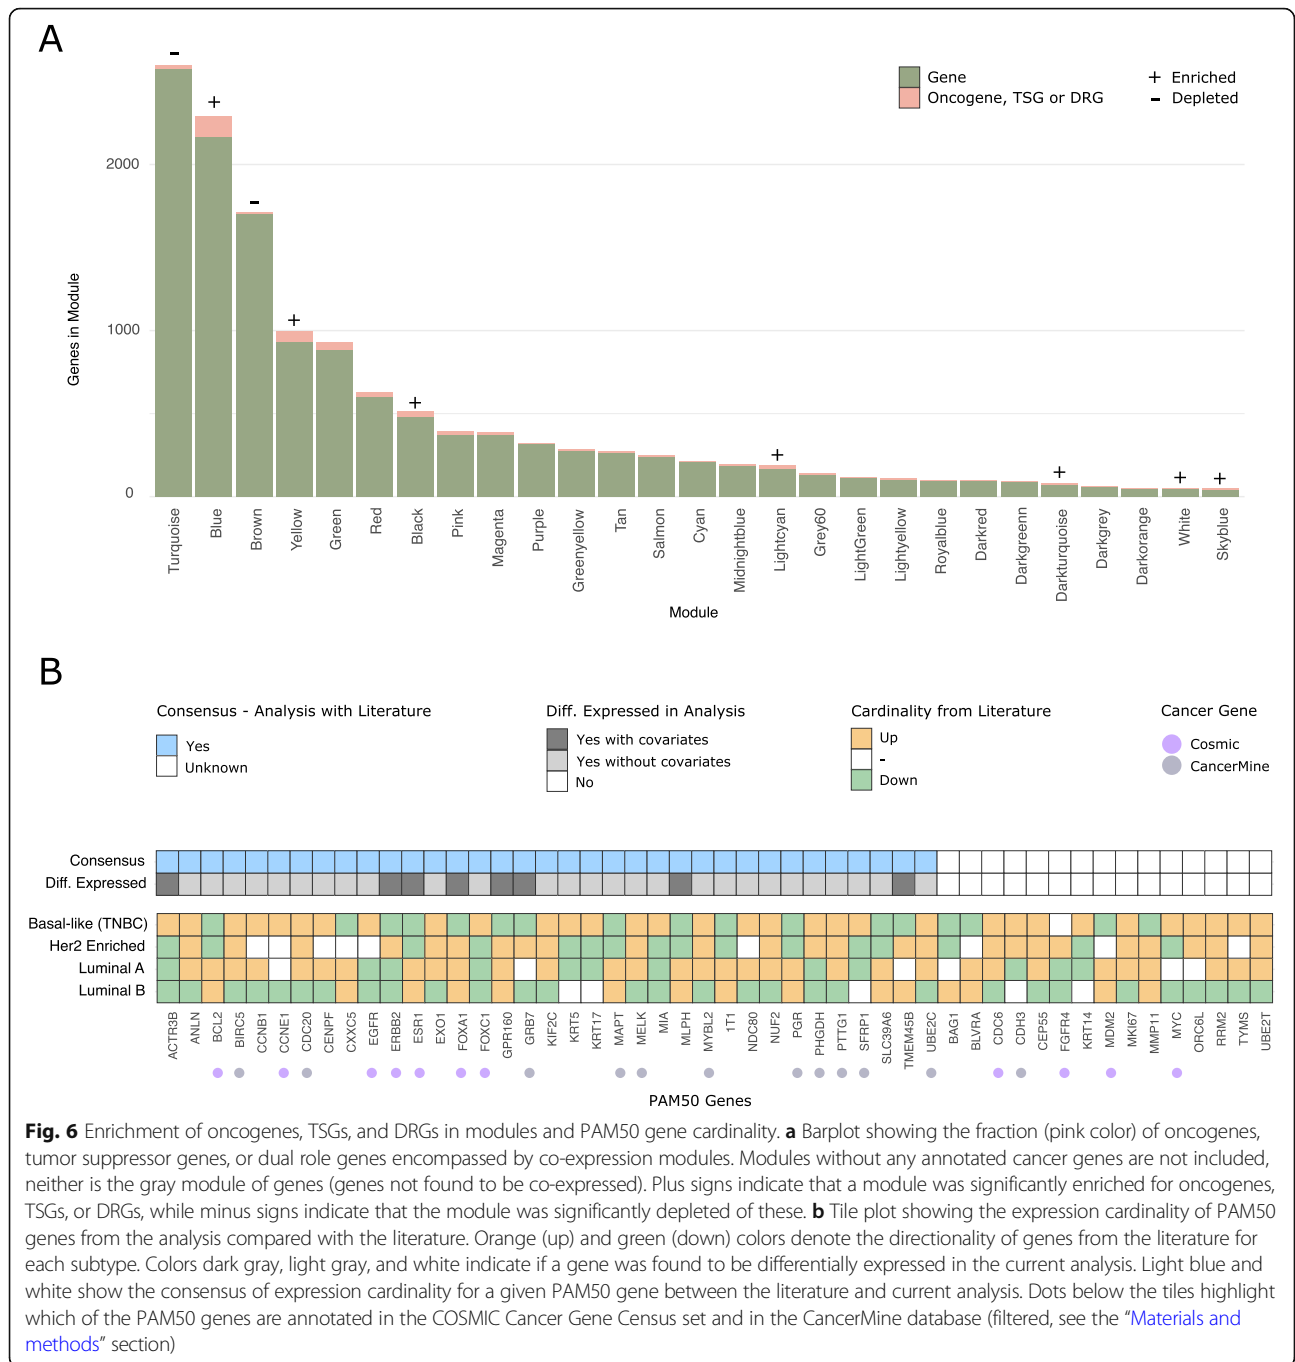 A
Gene
Oncogene, TSG or DRG
+ Enriched
- Depleted
- + - + + + + + +
2000
1000
0
Genes in Module
Turquoise
Blue
Brown
Yellow
Green
Red
Black
Pink
Magenta
Purple
Greenyellow
Tan
Salmon
Cyan
Midnightblue
Lightcyan
Grey60
LightGreen
Lightyellow
Royalblue
Darkred
Darkgreenn
Darkturquoise
Darkgrey
Darkorange
White
Skyblue
Module
B
Consensus - Analysis with Literature
Yes
Unknown
Diff. Expressed in Analysis
Yes with covariates
Yes without covariates
No
Cardinality from Literature
Up
-
Down
Cancer Gene
Cosmic
CancerMine
Consensus
Diff. Expressed
Basal-like (TNBC)
Her2 Enriched
Luminal A
Luminal B
ACTR3B
ANLN
BCL2
BIRC5
CCNB1
CCNE1
CDC20
CENPF
CXXC5
EGFR
ERBB2
ESR1
EXO1
FOXA1
FOXC1
GPR160
GRB7
KIF2C
KRT5
KRT17
MAPT
MELK
MIA
MLPH
MYBL2
1T1
NDC80
NUF2
PGR
PHGDH
PTTG1
SFRP1
SLC39A6
TMEM45B
UBE2C
BAG1
BLVRA
CDC6
CDH3
CEP55
FGFR4
KRT14
MDM2
MKI67
MMP11
MYC
ORC6L
RRM2
TYMS
UBE2T
PAM50 Genes
Fig. 6 Enrichment of oncogenes, TSGs, and DRGs in modules and PAM50 gene cardinality. a Barplot showing the fraction (pink color) of oncogenes,
tumor suppressor genes, or dual role genes encompassed by co-expression modules. Modules without any annotated cancer genes are not included,
neither is the gray module of genes (genes not found to be co-expressed). Plus signs indicate that a module was significantly enriched for oncogenes,
TSGs, or DRGs, while minus signs indicate that the module was significantly depleted of these. b Tile plot showing the expression cardinality of PAM50
genes from the analysis compared with the literature. Orange (up) and green (down) colors denote the directionality of genes from the literature for
each subtype. Colors dark gray, light gray, and white indicate if a gene was found to be differentially expressed in the current analysis. Light blue and
white show the consensus of expression cardinality for a given PAM50 gene between the literature and current analysis. Dots below the tiles highlight
which of the PAM50 genes are annotated in the COSMIC Cancer Gene Census set and in the CancerMine database (filtered, see the “Materials and
methods” section)